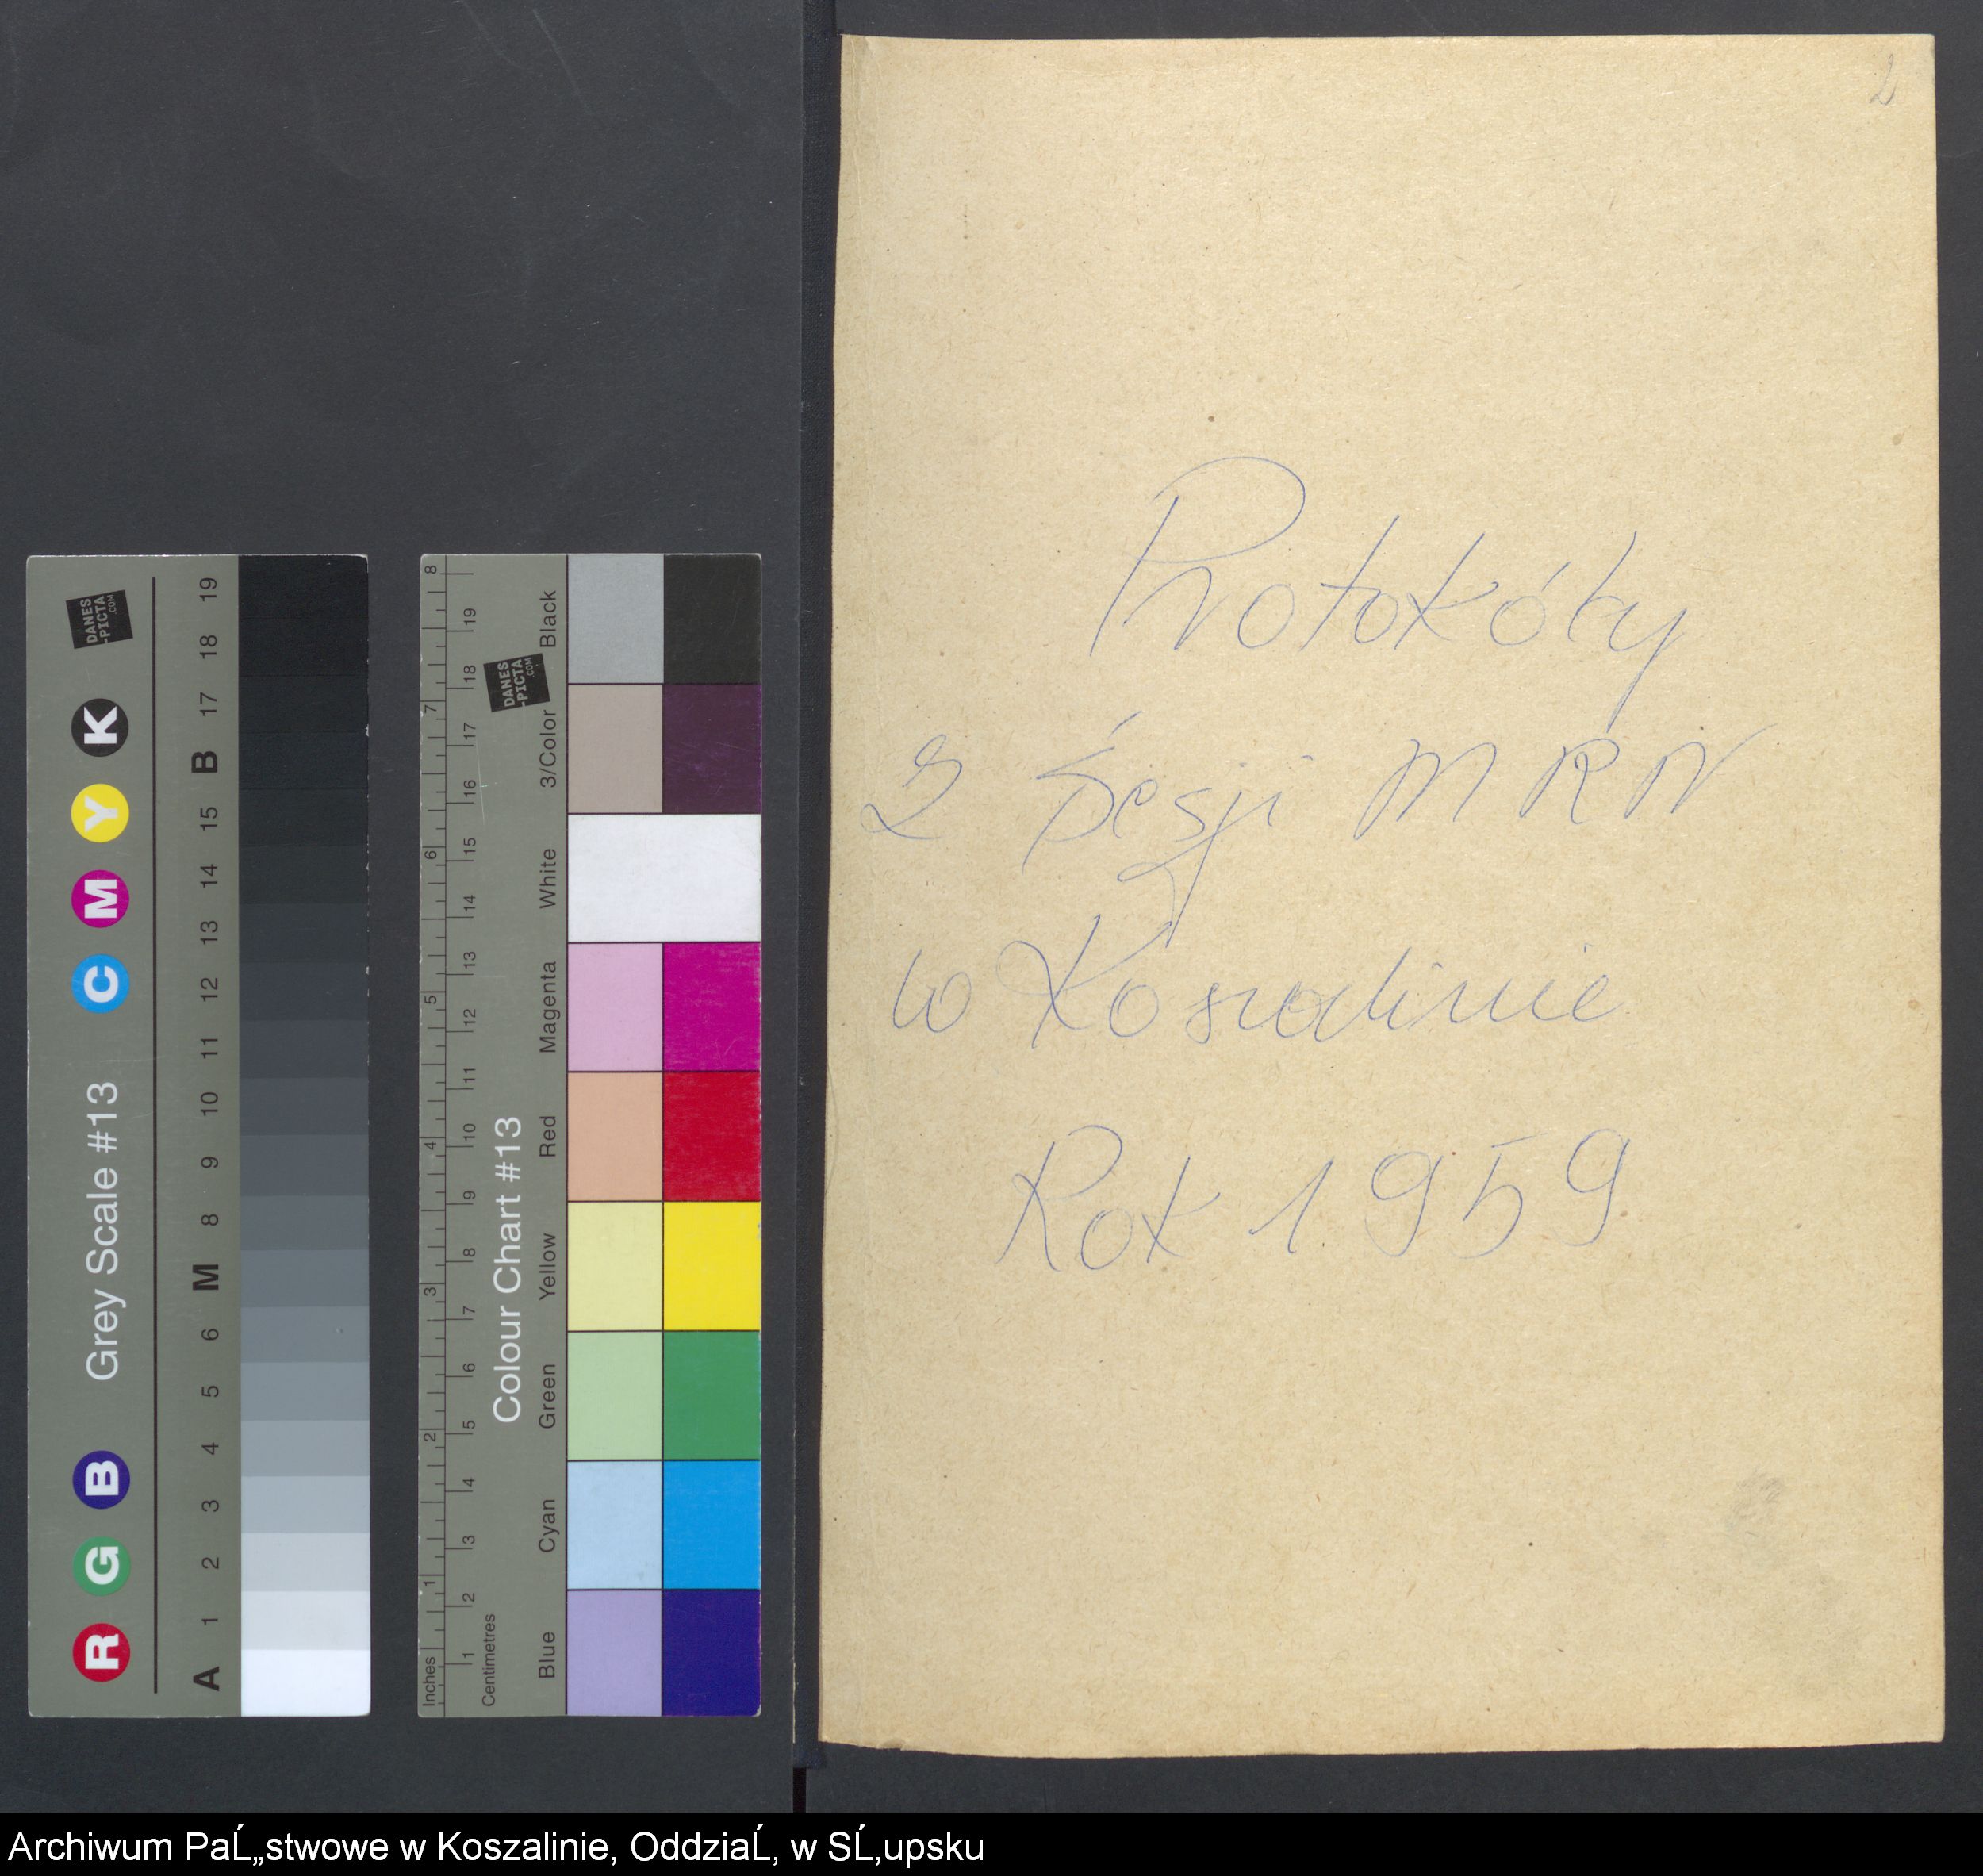 2
Protokóły
z Sesji MRN
w Koszalinie
Rok 1959
DANES
-PICTA
.COM
R G B C M Y K
Grey Scale #13
A 1 2 3 4 5 6 M 8 9 10 11 12 13 14 15 B 17 18 19
Inches 1 2 3 4 5 6 7 8
Centimetres 1 2 3 4 5 6 7 8 9 10 11 12 13 14 15 16 17 18 19
Colour Chart #13
DANES
-PICTA
.COM
Blue Cyan Green Yellow Red Magenta White 3/Color Black
Archiwum PaĹ„stwowe w Koszalinie, OddziaĹ‚ w SĹ‚upsku